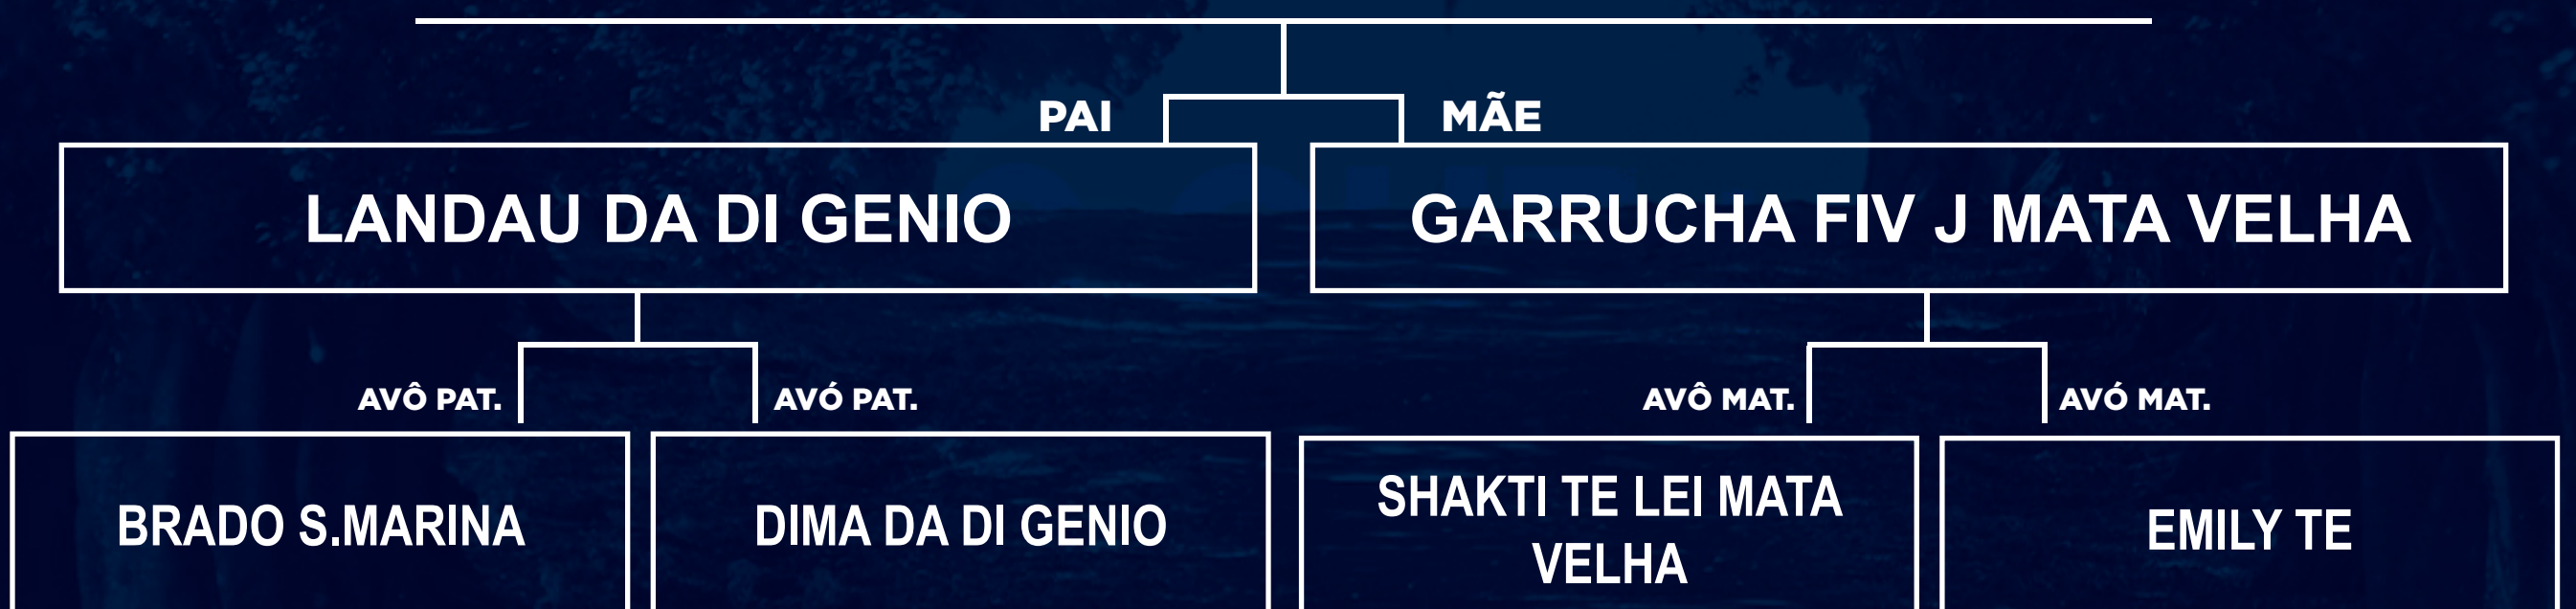 PAI
MÃE
LANDAU DA DI GENIO
GARRUCHA FIV J MATA VELHA
AVÔ PAT.
AVÓ PAT.
AVÔ MAT.
AVÓ MAT.
BRADO S.MARINA
DIMA DA DI GENIO
SHAKTI TE LEI MATA
VELHA
EMILY TE